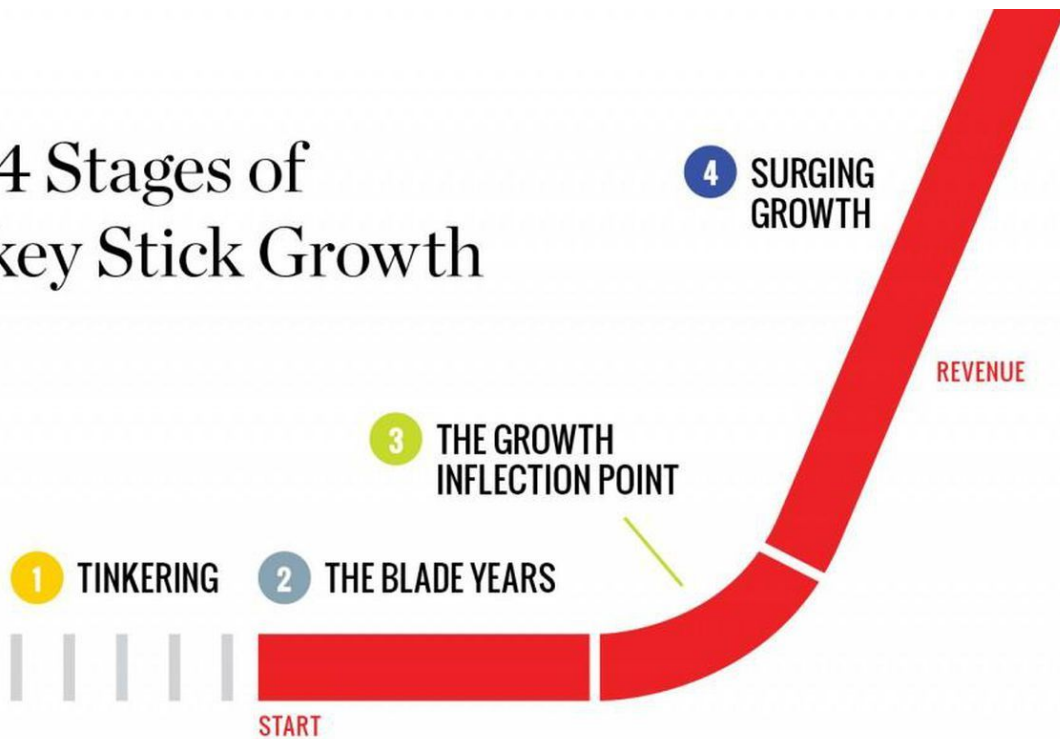 4 Stages of
key Stick Growth
4 SURGING
GROWTH
REVENUE
3 THE GROWTH
INFLECTION POINT
1 TINKERING
2 THE BLADE YEARS
START